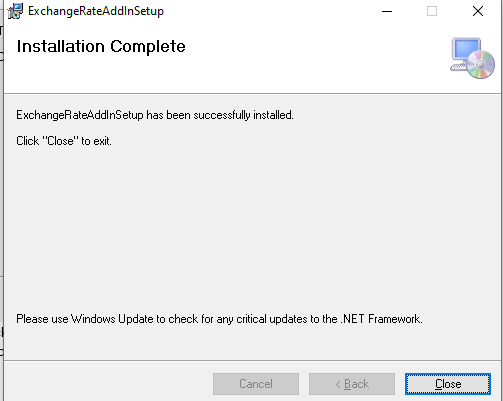 ExchangeRateAddInSetup
Installation Complete
ExchangeRateAddInSetup has been successfully installed.
Click "Close" to exit.
Please use Windows Update to check for any critical updates to the .NET Framework.
Cancel
< Back
Close